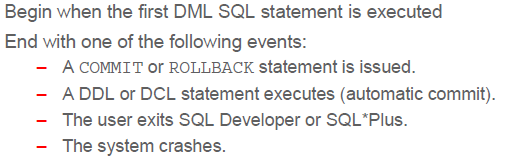 Begin when the first DML SQL statement is executed
End with one of the following events:
– A COMMIT or ROLLBACK statement is issued.
– A DDL or DCL statement executes (automatic commit).
– The user exits SQL Developer or SQL*Plus.
– The system crashes.